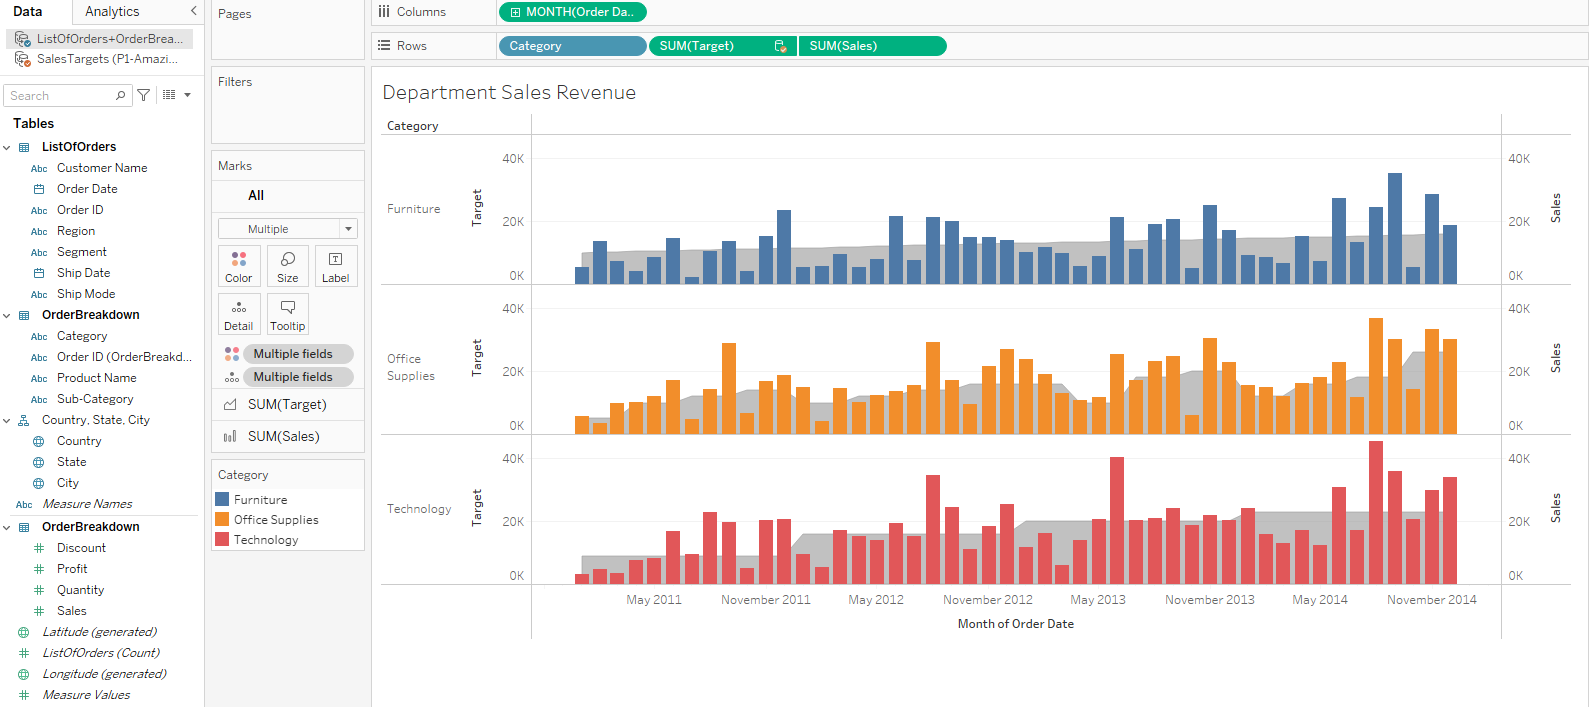 Data
Analytics
ListOfOrders+OrderBrea...
SalesTargets (P1-Amazi...
Search
Tables
ListOfOrders
Abc Customer Name
Order Date
Abc Order ID
Abc Region
Abc Segment
Ship Date
Abc Ship Mode
OrderBreakdown
Abc Category
Abc Order ID (OrderBreakd...
Abc Product Name
Abc Sub-Category
Country, State, City
Country
State
City
Abc Measure Names
OrderBreakdown
Discount
Profit
Quantity
Sales
Latitude (generated)
ListOfOrders (Count)
Longitude (generated)
Measure Values
Pages
Filters
Marks
All
Multiple
Color
Size
Label
Detail
Tooltip
Multiple fields
Multiple fields
SUM(Target)
SUM(Sales)
Category
Furniture
Office Supplies
Technology
Columns
MONTH(Order Da..
Rows
Category
SUM(Target)
SUM(Sales)
Department Sales Revenue
Category
Furniture
Target
40K
20K
0K
40K
20K
0K
Sales
Office
Supplies
Target
40K
20K
0K
40K
20K
0K
Sales
Technology
Target
40K
20K
0K
40K
20K
0K
Sales
May 2011 November 2011 May 2012 November 2012 May 2013 November 2013 May 2014 November 2014
Month of Order Date